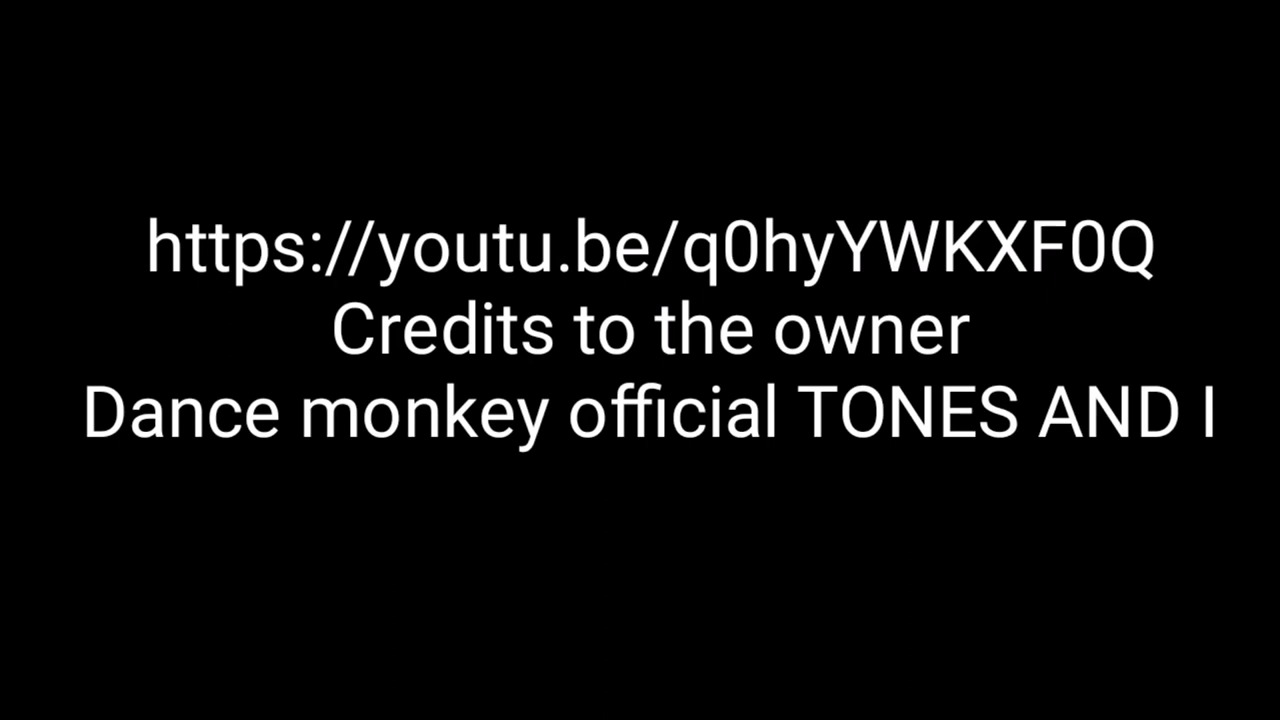 https://youtu.be/q0hyYWKXF0Q
Credits to the owner
Dance monkey official TONES AND I